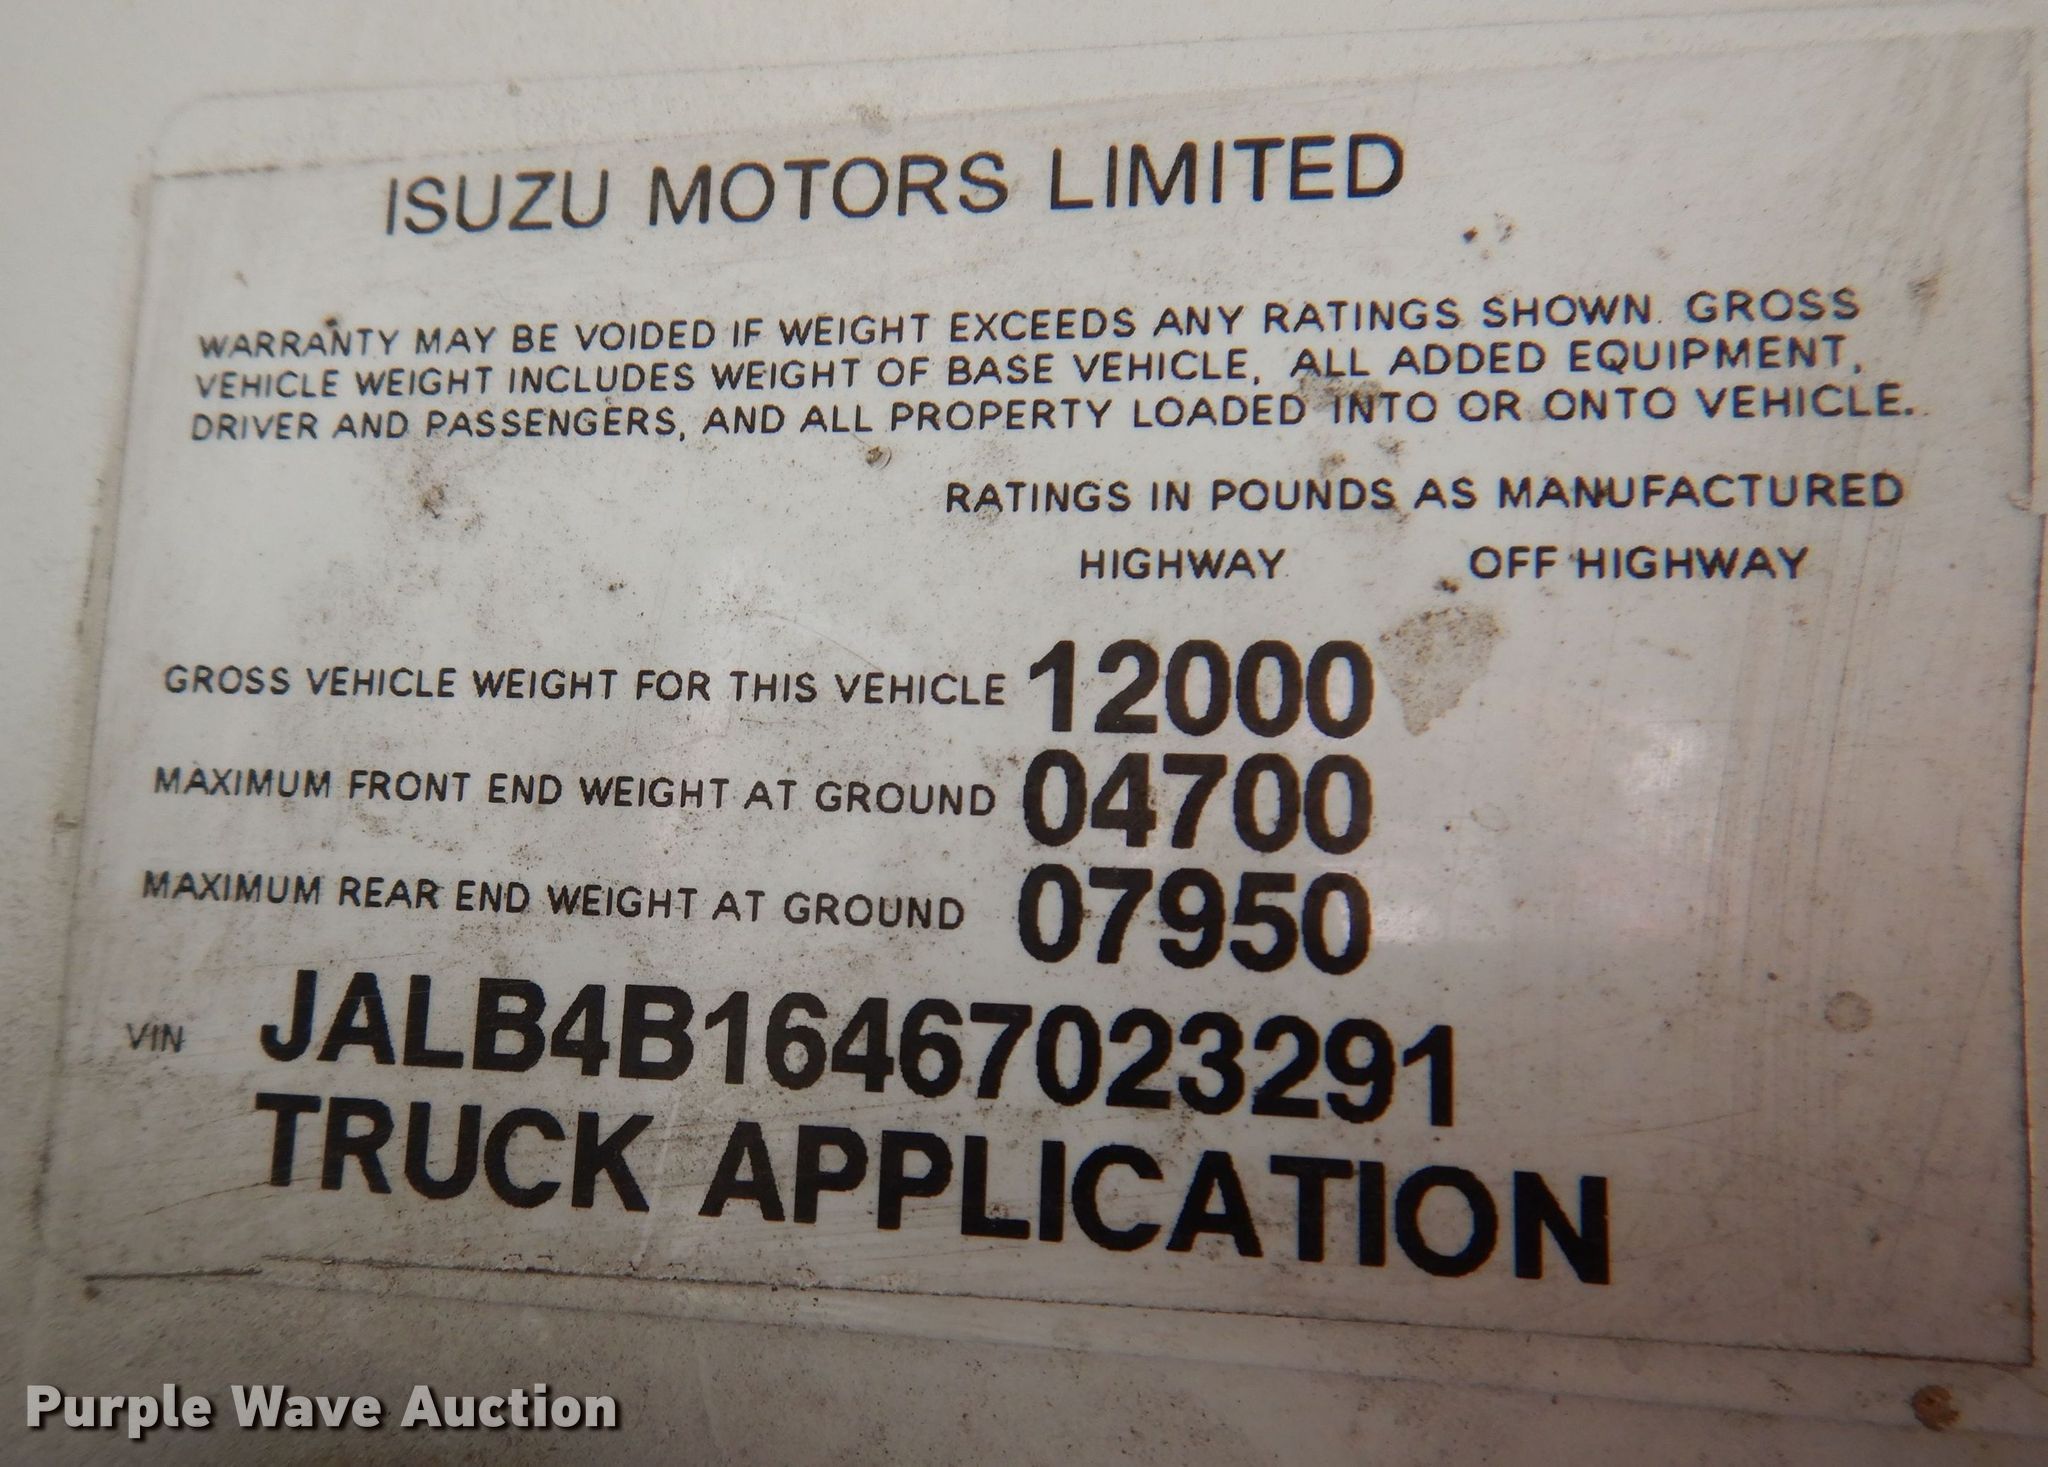 ISUZU MOTORS LIMITED
WARRANTY MAY BE VOIDED IF WEIGHT EXCEEDS ANY RATINGS SHOWN. GROSS
VEHICLE WEIGHT INCLUDES WEIGHT OF BASE VEHICLE, ALL ADDED EQUIPMENT,
DRIVER AND PASSENGERS, AND ALL PROPERTY LOADED INTO OR ONTO VEHICLE.
RATINGS IN POUNDS AS MANUFACTURED
HIGHWAY OFF HIGHWAY
GROSS VEHICLE WEIGHT FOR THIS VEHICLE 12000
MAXIMUM FRONT END WEIGHT AT GROUND 04700
MAXIMUM REAR END WEIGHT AT GROUND 07950
VIN JALB4B16467023291
TRUCK APPLICATION
Purple Wave Auction